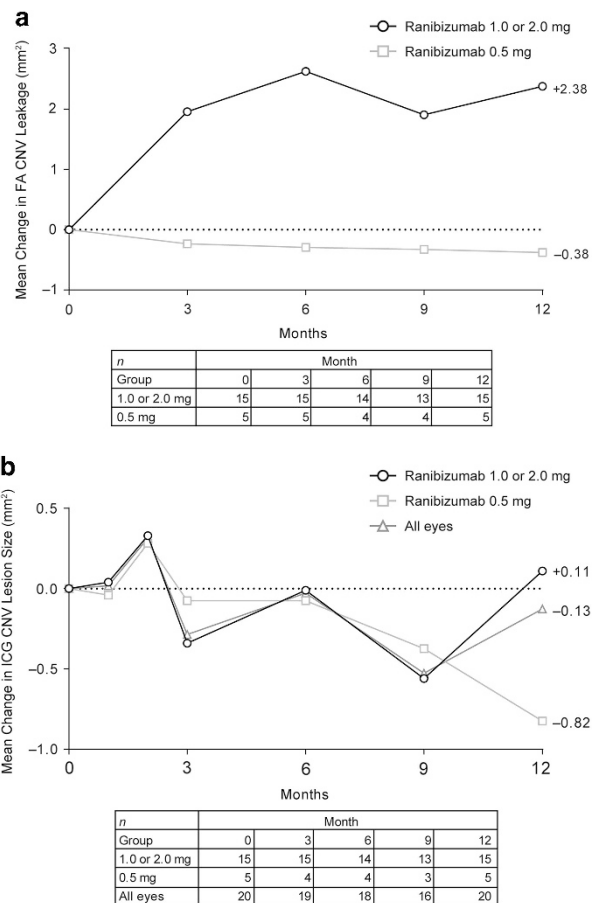 a
Ranibizumab 1.0 or 2.0 mg
Ranibizumab 0.5 mg
Mean Change in FA CNV Leakage (mm²)
3
2
1
0
–1
+2.38
–0.38
0 3 6 9 12
Months
n Month
Group 0 3 6 9 12
1.0 or 2.0 mg 15 15 14 13 15
0.5 mg 5 5 4 4 5
b
Ranibizumab 1.0 or 2.0 mg
Ranibizumab 0.5 mg
All eyes
Mean Change in ICG CNV Lesion Size (mm²)
0.5
0.0
–0.5
–1.0
+0.11
–0.13
–0.82
0 3 6 9 12
Months
n Month
Group 0 3 6 9 12
1.0 or 2.0 mg 15 15 14 13 15
0.5 mg 5 4 4 3 5
All eyes 20 19 18 16 20